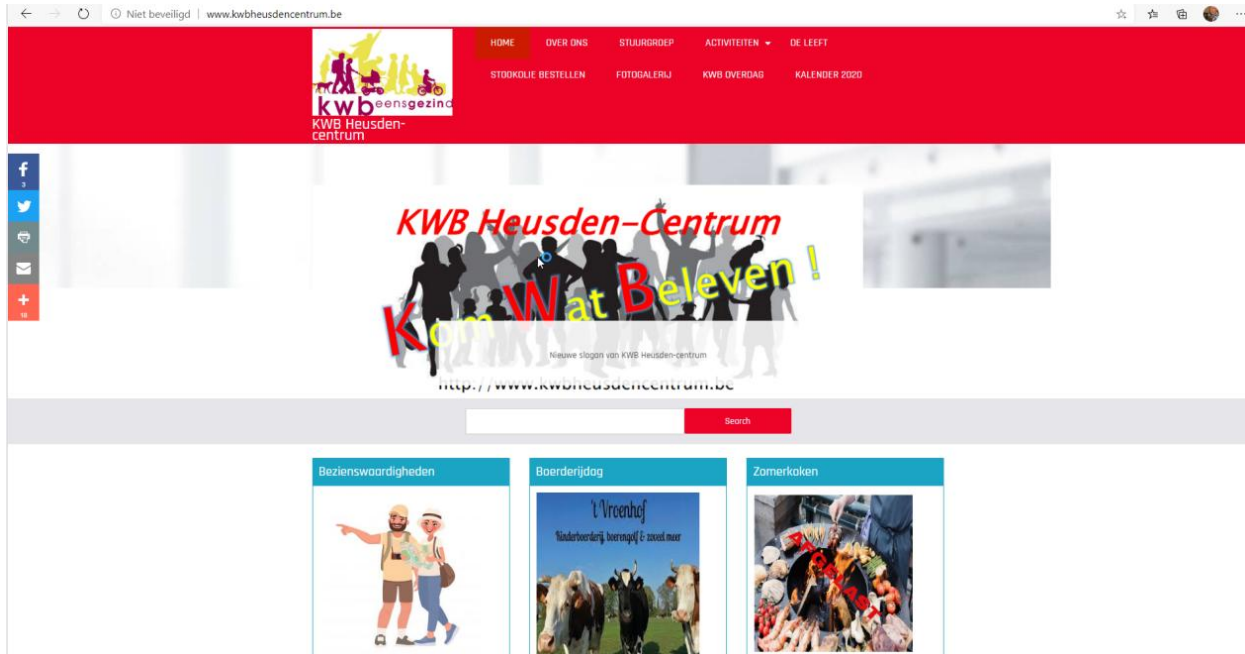 Niet beveiligd | www.kwbheusdencentrum.be
kwb eensgezind
KWB Heusden-
centrum
HOME OVER ONS STUURGROEP ACTIVITEITEN DE LEEFT
STOOKOLIE BESTELLEN FOTOGALERIJ KWB OVERDAG KALENDER 2020
3
18
KWB Heusden-Centrum
Kom Wat Beleven !
Nieuwe slogan van KWB Heusden-centrum
http://www.kwbheusdencentrum.be
Search
Bezienswaardigheden
Boerderijdag
Zomerkoken
't Vroenhof
Kinderboerderij, boerengolf & zoveel meer
AFGELAST